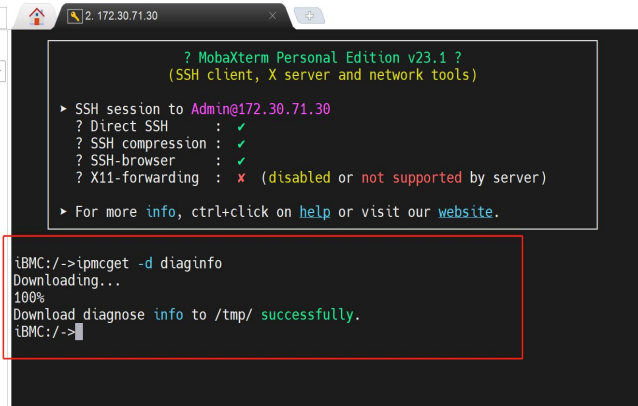 2. 172.30.71.30
? MobaXterm Personal Edition v23.1 ?
(SSH client, X server and network tools)
➤ SSH session to Admin@172.30.71.30
? Direct SSH : ✔
? SSH compression : ✔
? SSH-browser : ✔
? X11-forwarding : ✘ (disabled or not supported by server)
➤ For more info, ctrl+click on help or visit our website.
iBMC:/->ipmcget -d diaginfo
Downloading...
100%
Download diagnose info to /tmp/ successfully.
iBMC:/->